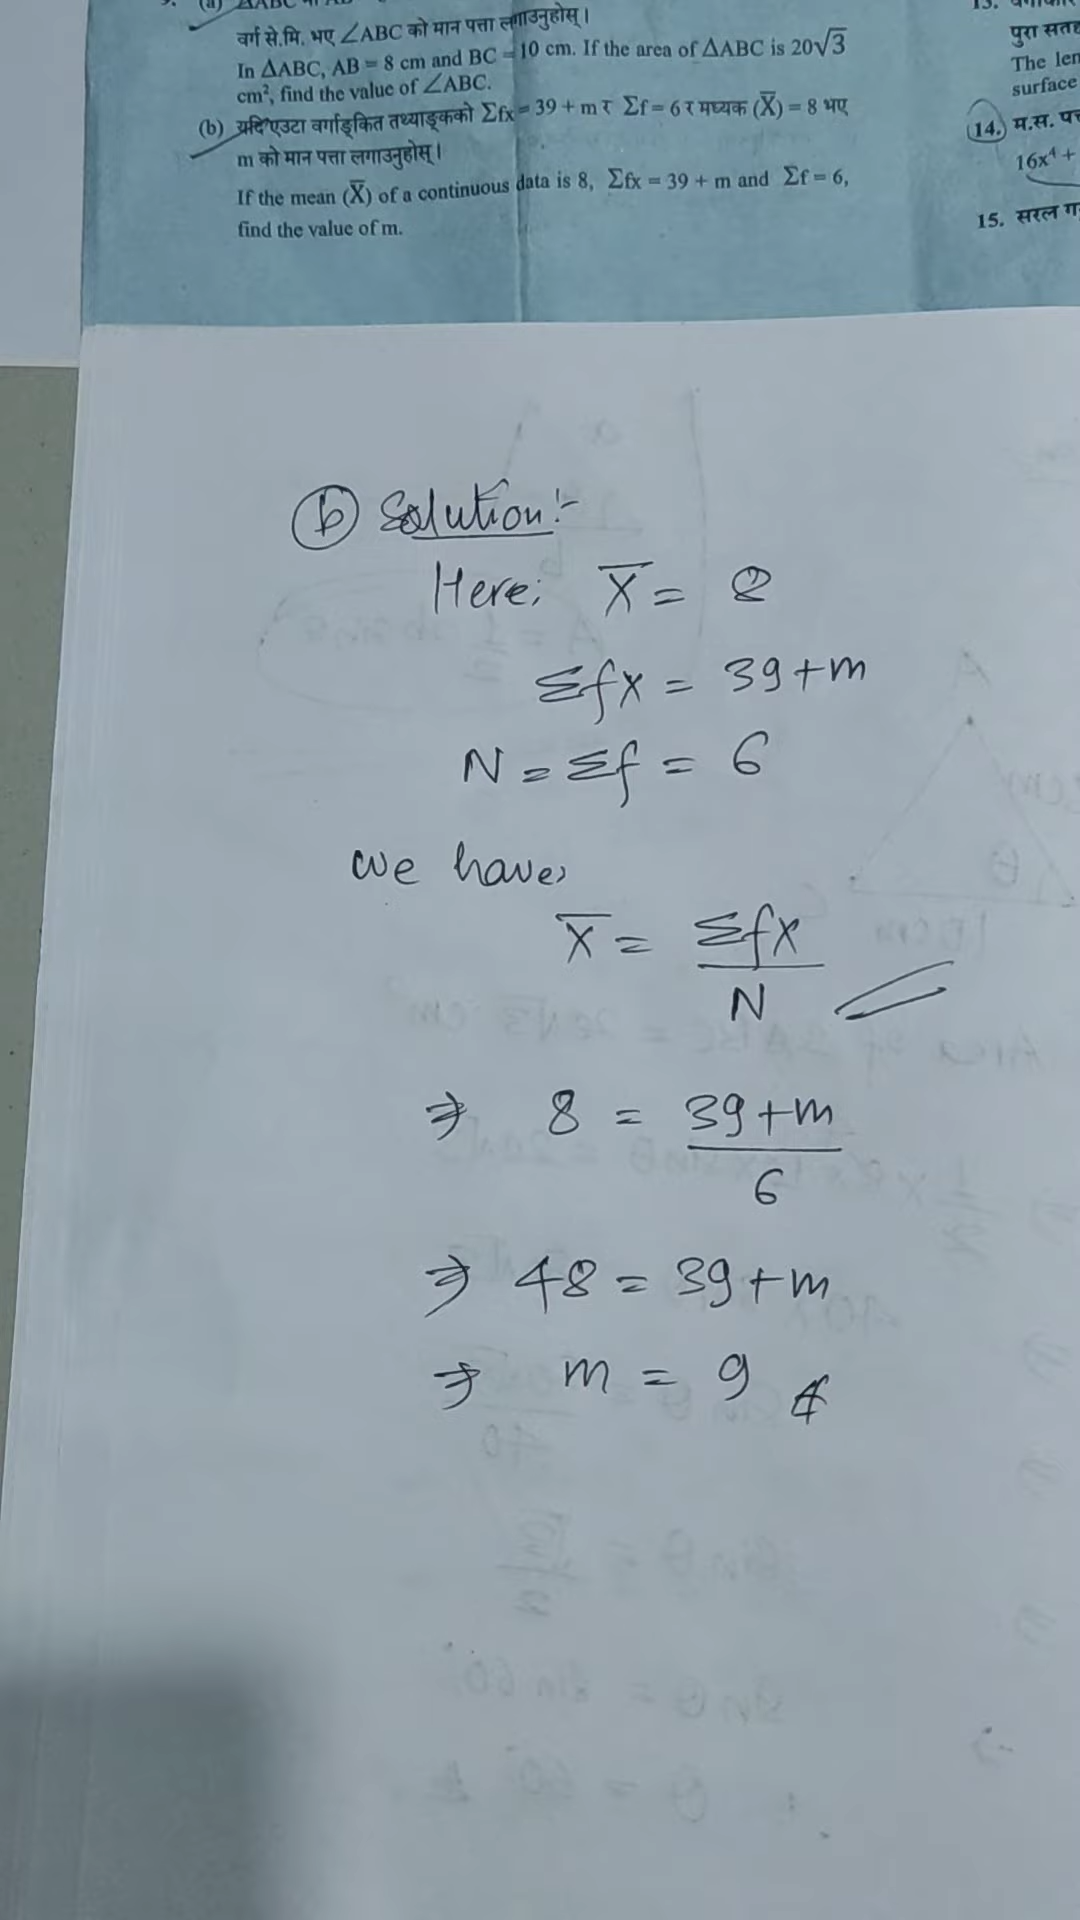 (a)
वर्ग से.मि. भए ∠ABC को मान पत्ता लगाउनुहोस् ।
In ΔABC, AB = 8 cm and BC = 10 cm. If the area of ΔABC is 20√3
cm², find the value of ∠ABC.
(b) यदि एउटा वर्गाङ्कित तथ्याङ्कको Σfx = 39 + m र Σf = 6 र मध्यक (X̅) = 8 भए
m को मान पत्ता लगाउनुहोस् ।
If the mean (X̅) of a continuous data is 8, Σfx = 39 + m and Σf = 6,
find the value of m.
13.
पुरा सतह
The len
surface
14. म.स. पत्त
16x⁴ +
15. सरल गर
ⓑ Solution:-
Here; X̅ = 8
Σfx = 39+m
N = Σf = 6
we have,
X̅ = Σfx
N
⇒ 8 = 39+m
6
⇒ 48 = 39+m
⇒ m = 9